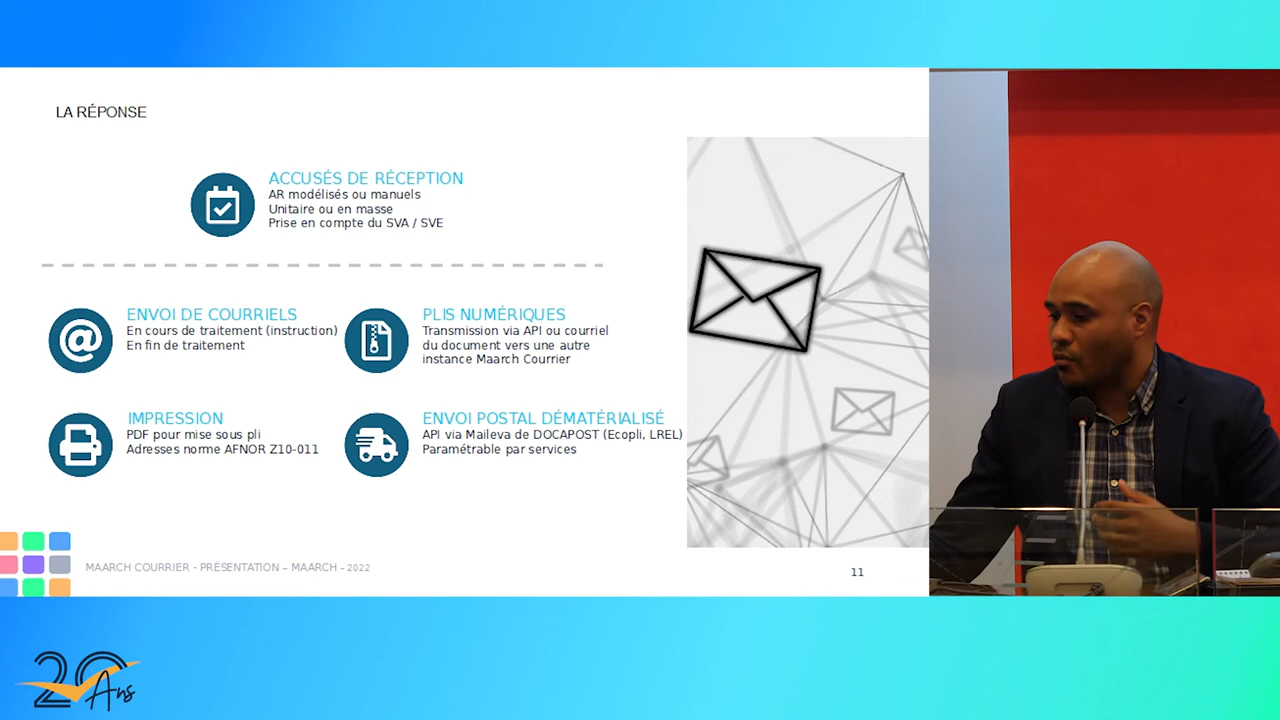 LA RÉPONSE
ACCUSÉS DE RÉCEPTION
AR modélisés ou manuels
Unitaire ou en masse
Prise en compte du SVA / SVE
ENVOI DE COURRIELS
En cours de traitement (instruction)
En fin de traitement
PLIS NUMÉRIQUES
Transmission via API ou courriel
du document vers une autre
instance Maarch Courrier
IMPRESSION
PDF pour mise sous pli
Adresses norme AFNOR Z10-011
ENVOI POSTAL DÉMATÉRIALISÉ
API via Maileva de DOCAPOST (Ecopli, LREL)
Paramétrable par services
MAARCH COURRIER - PRÉSENTATION – MAARCH - 2022
11
20
Ans